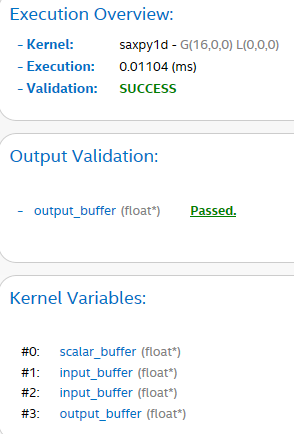 Execution Overview:
- Kernel: saxpy1d - G(16,0,0) L(0,0,0)
- Execution: 0.01104 (ms)
- Validation: SUCCESS
Output Validation:
- output_buffer (float*) Passed.
Kernel Variables:
#0: scalar_buffer (float*)
#1: input_buffer (float*)
#2: input_buffer (float*)
#3: output_buffer (float*)